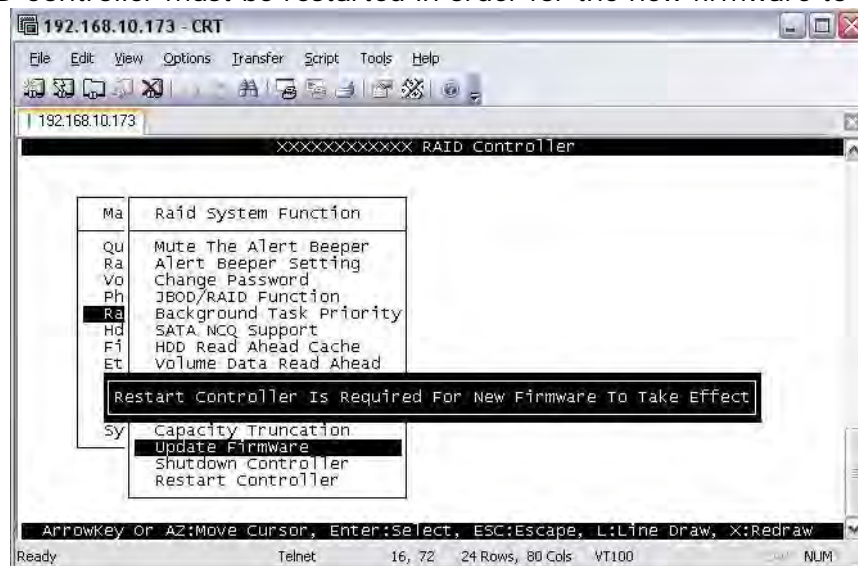 controller must be restarted in order for the new firmware to
192.168.10.173 - CRT
File Edit View Options Transfer Script Tools Help
192.168.10.173
XXXXXXXXXXXX RAID Controller
Ma
Raid System Function
Qu
Mute The Alert Beeper
Ra
Alert Beeper Setting
Vo
Change Password
Ph
JBOD/RAID Function
Ra
Background Task Priority
Hd
SATA NCQ Support
Fi
HDD Read Ahead Cache
Et
Volume Data Read Ahead
Restart Controller Is Required For New Firmware To Take Effect
Sy
Capacity Truncation
Update Firmware
Shutdown Controller
Restart Controller
ArrowKey Or AZ:Move Cursor, Enter:Select, ESC:Escape, L:Line Draw, X:Redraw
Ready Telnet 16, 72 24 Rows, 80 Cols VT100 NUM